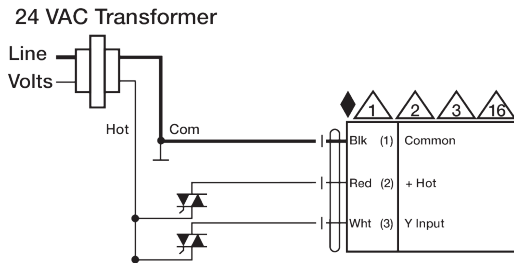 24 VAC Transformer
Line
Volts
Hot
Com
1 2 3 16
Blk (1) Common
Red (2) + Hot
Wht (3) Y Input